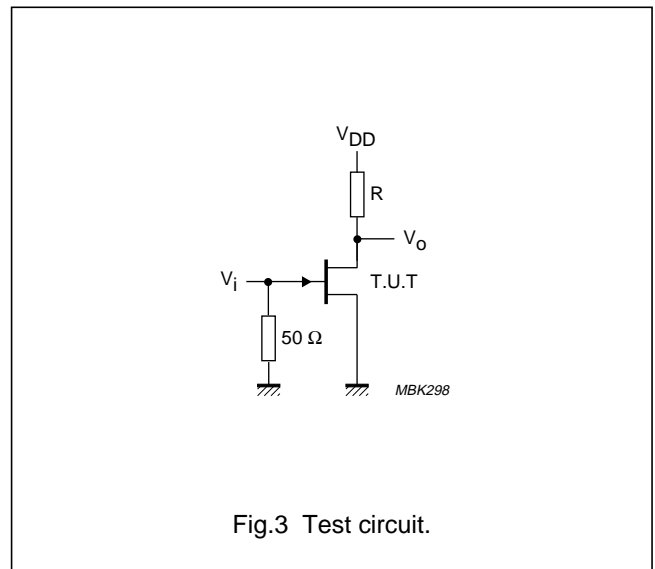 VDD
R
Vo
Vi
T.U.T
50 Ω
MBK298
Fig.3 Test circuit.